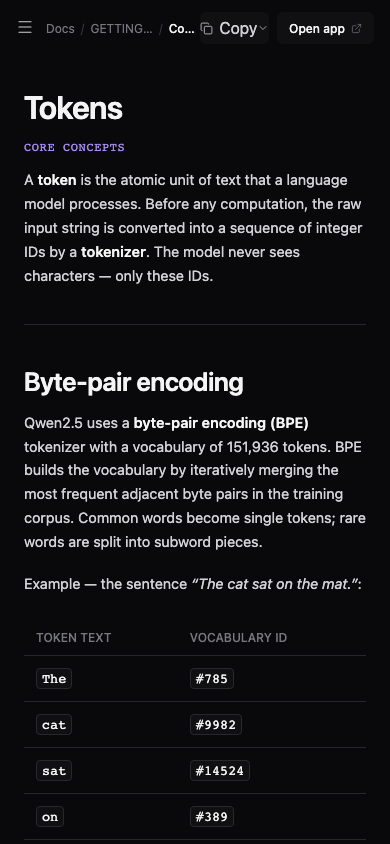 Docs / GETTING... / Co... Copy Open app
Tokens
CORE CONCEPTS
A token is the atomic unit of text that a language
model processes. Before any computation, the raw
input string is converted into a sequence of integer
IDs by a tokenizer. The model never sees
characters — only these IDs.
Byte-pair encoding
Qwen2.5 uses a byte-pair encoding (BPE)
tokenizer with a vocabulary of 151,936 tokens. BPE
builds the vocabulary by iteratively merging the
most frequent adjacent byte pairs in the training
corpus. Common words become single tokens; rare
words are split into subword pieces.
Example — the sentence “The cat sat on the mat.”:
TOKEN TEXT VOCABULARY ID
The #785
cat #9982
sat #14524
on #389